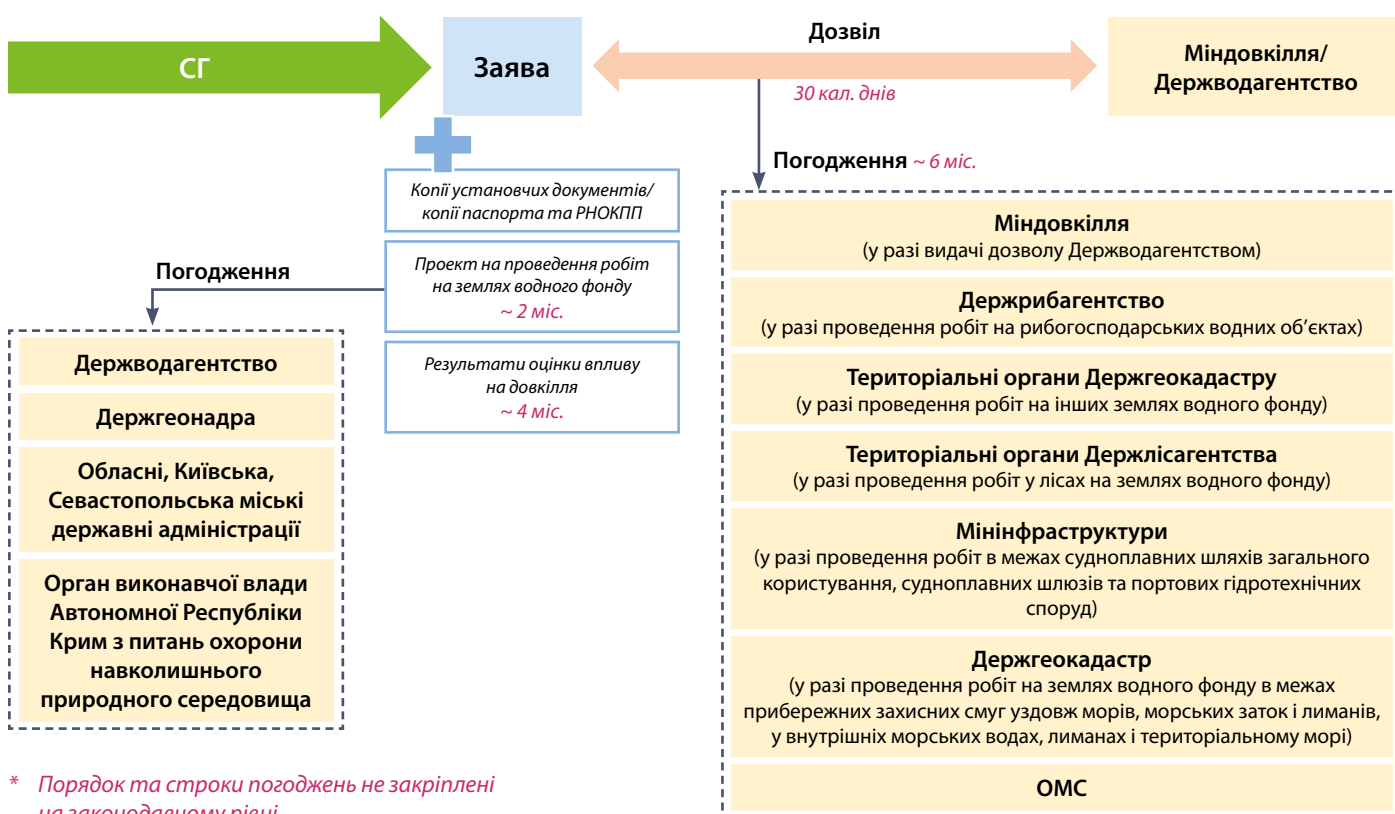 СГ
Заява
Дозвіл
30 кал. днів
Міндовкілля/
Держводагентство
Погодження ~ 6 міс.
Копії установчих документів/
копії паспорта та РНОКПП
Проект на проведення робіт
на землях водного фонду
~ 2 міс.
Результати оцінки впливу
на довкілля
~ 4 міс.
Погодження
Держводагентство
Держгеонадра
Обласні, Київська,
Севастопольська міські
державні адміністрації
Орган виконавчої влади
Автономної Республіки
Крим з питань охорони
навколишнього
природного середовища
Міндовкілля
(у разі видачі дозволу Держводагентством)
Держрибагентство
(у разі проведення робіт на рибогосподарських водних об’єктах)
Територіальні органи Держгеокадастру
(у разі проведення робіт на інших землях водного фонду)
Територіальні органи Держлісагентства
(у разі проведення робіт у лісах на землях водного фонду)
Мінінфраструктури
(у разі проведення робіт в межах судноплавних шляхів загального
користування, судноплавних шлюзів та портових гідротехнічних
споруд)
Держгеокадастр
(у разі проведення робіт на землях водного фонду в межах
прибережних захисних смуг уздовж морів, морських заток і лиманів,
у внутрішніх морських водах, лиманах і територіальному морі)
ОМС
* Порядок та строки погоджень не закріплені
на законодавчому рівні